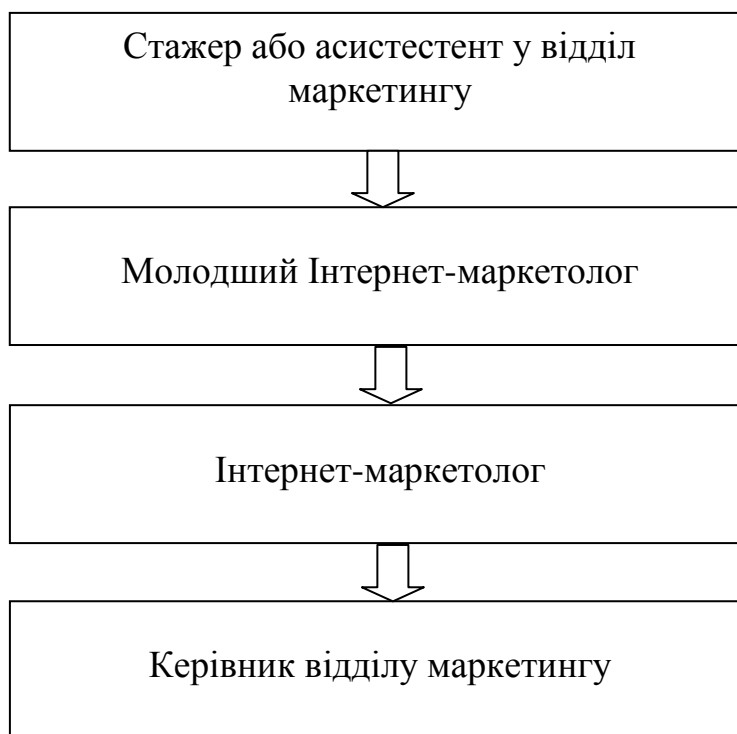 Стажер або асистестент у відділ
маркетингу
Молодший Інтернет-маркетолог
Інтернет-маркетолог
Керівник відділу маркетингу